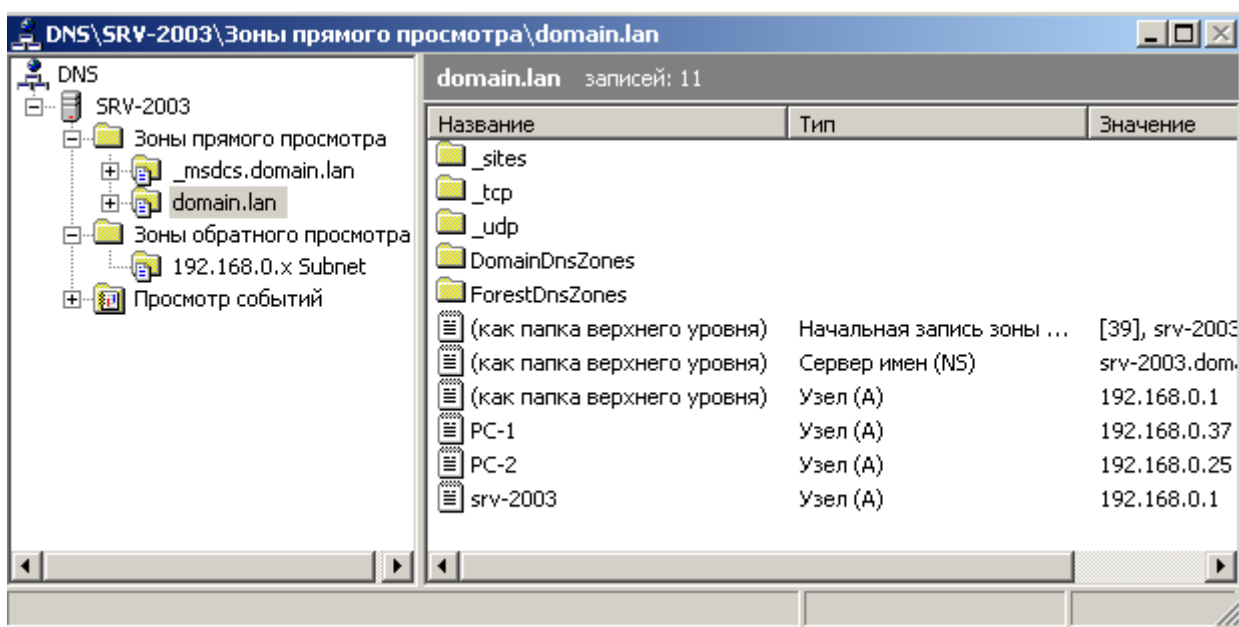 DNS\SRV-2003\Зоны прямого просмотра\domain.lan
DNS
SRV-2003
Зоны прямого просмотра
_msdcs.domain.lan
domain.lan
Зоны обратного просмотра
192.168.0.x Subnet
Просмотр событий
domain.lan записей: 11
Название Тип Значение
_sites
_tcp
_udp
DomainDnsZones
ForestDnsZones
(как папка верхнего уровня) Начальная запись зоны ... [39], srv-2003
(как папка верхнего уровня) Сервер имен (NS) srv-2003.dom
(как папка верхнего уровня) Узел (A) 192.168.0.1
PC-1 Узел (A) 192.168.0.37
PC-2 Узел (A) 192.168.0.25
srv-2003 Узел (A) 192.168.0.1